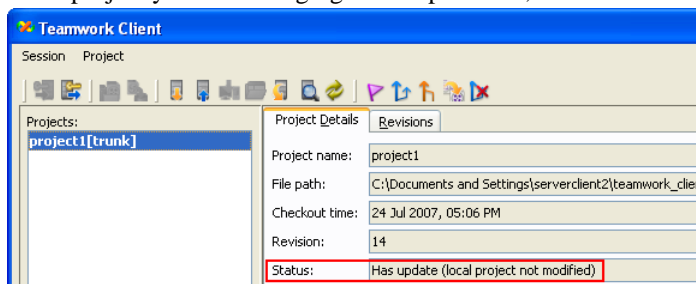 Teamwork Client
Session Project
Projects:
project1[trunk]
Project Details Revisions
Project name: project1
File path: C:\Documents and Settings\serverclient2\teamwork_clie
Checkout time: 24 Jul 2007, 05:06 PM
Revision: 14
Status: Has update (local project not modified)